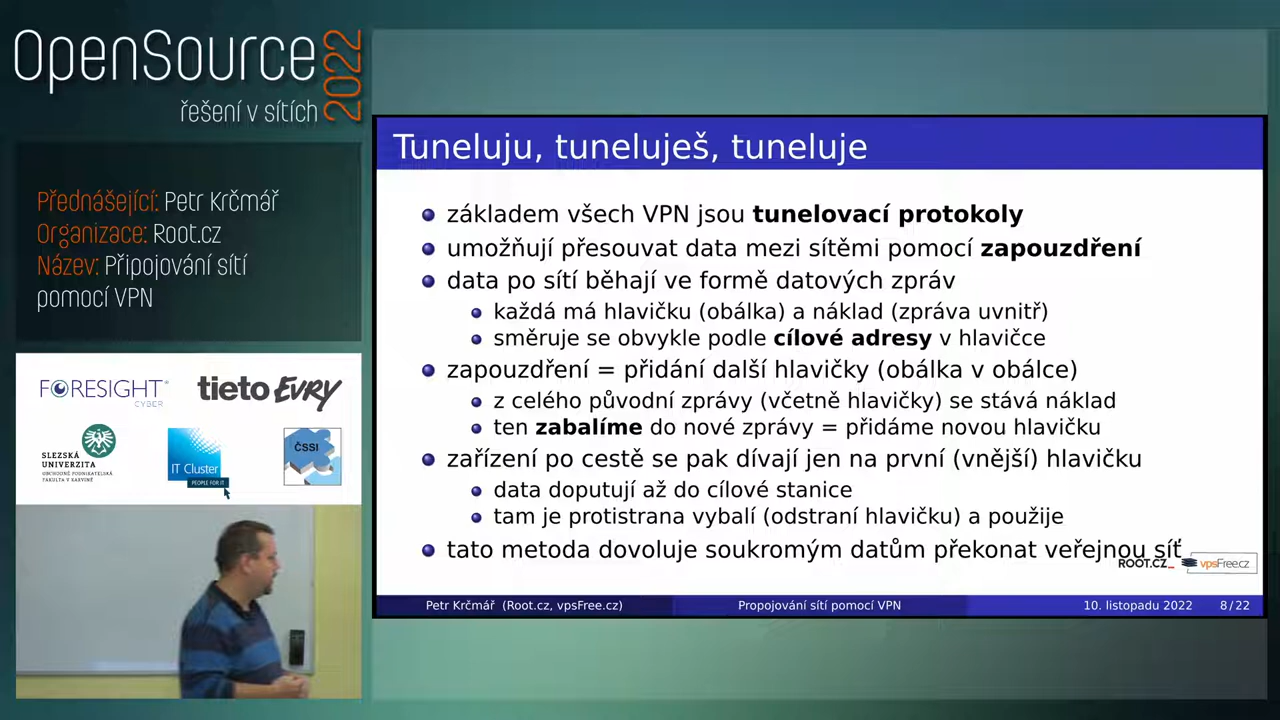 OpenSource 2022
řešení v sítích
Přednášející: Petr Krčmář
Organizace: Root.cz
Název: Připojování sítí
pomocí VPN
FORESIGHT
CYBER
tieto Evry
SLEZSKÁ
UNIVERZITA
OBCHODNĚ PODNIKATELSKÁ
FAKULTA V KARVINÉ
IT Cluster
PEOPLE FOR IT
ČSSI
Tuneluju, tuneluješ, tuneluje
základem všech VPN jsou tunelovací protokoly
umožňují přesouvat data mezi sítěmi pomocí zapouzdření
data po sítí běhají ve formě datových zpráv
každá má hlavičku (obálka) a náklad (zpráva uvnitř)
směruje se obvykle podle cílové adresy v hlavičce
zapouzdření = přidání další hlavičky (obálka v obálce)
z celého původní zprávy (včetně hlavičky) se stává náklad
ten zabalíme do nové zprávy = přidáme novou hlavičku
zařízení po cestě se pak dívají jen na první (vnější) hlavičku
data doputují až do cílové stanice
tam je protistrana vybalí (odstraní hlavičku) a použije
tato metoda dovoluje soukromým datům překonat veřejnou síť
ROOT.CZ_ vpsFree.cz
Petr Krčmář (Root.cz, vpsFree.cz) Propojování sítí pomocí VPN 10. listopadu 2022 8/22